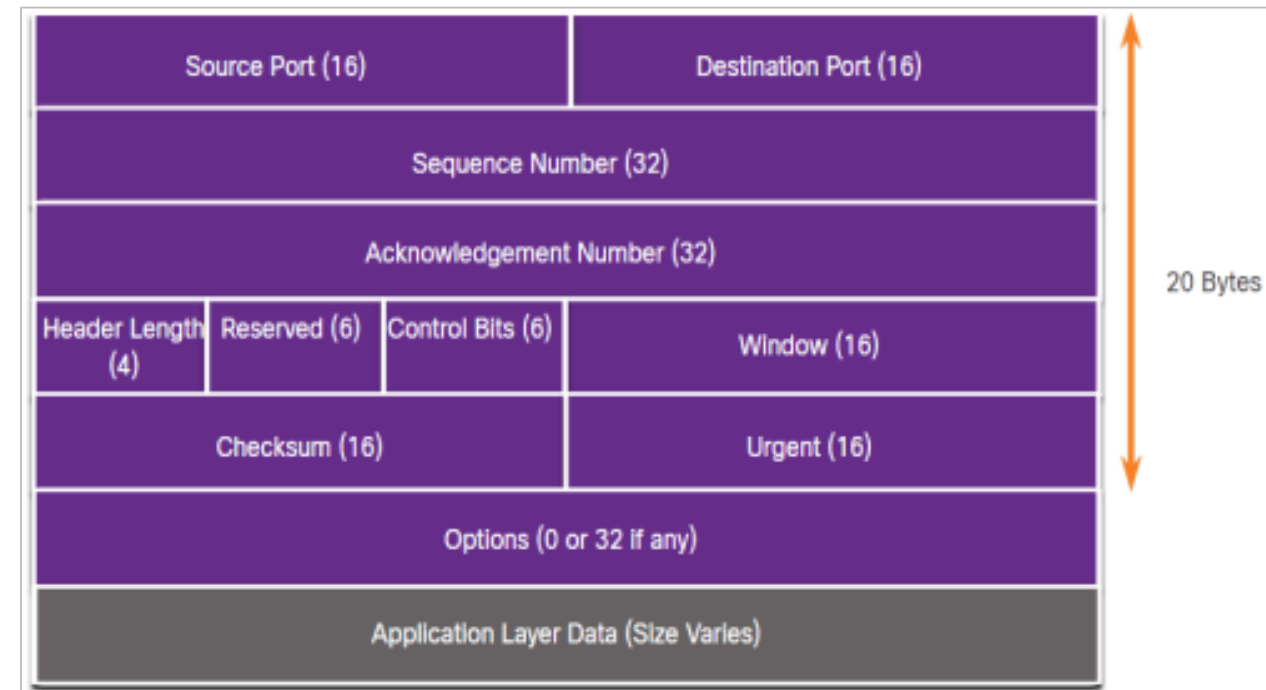 Source Port (16)
Destination Port (16)
Sequence Number (32)
Acknowledgement Number (32)
20 Bytes
Header Length
(4)
Reserved (6)
Control Bits (6)
Window (16)
Checksum (16)
Urgent (16)
Options (0 or 32 if any)
Application Layer Data (Size Varies)